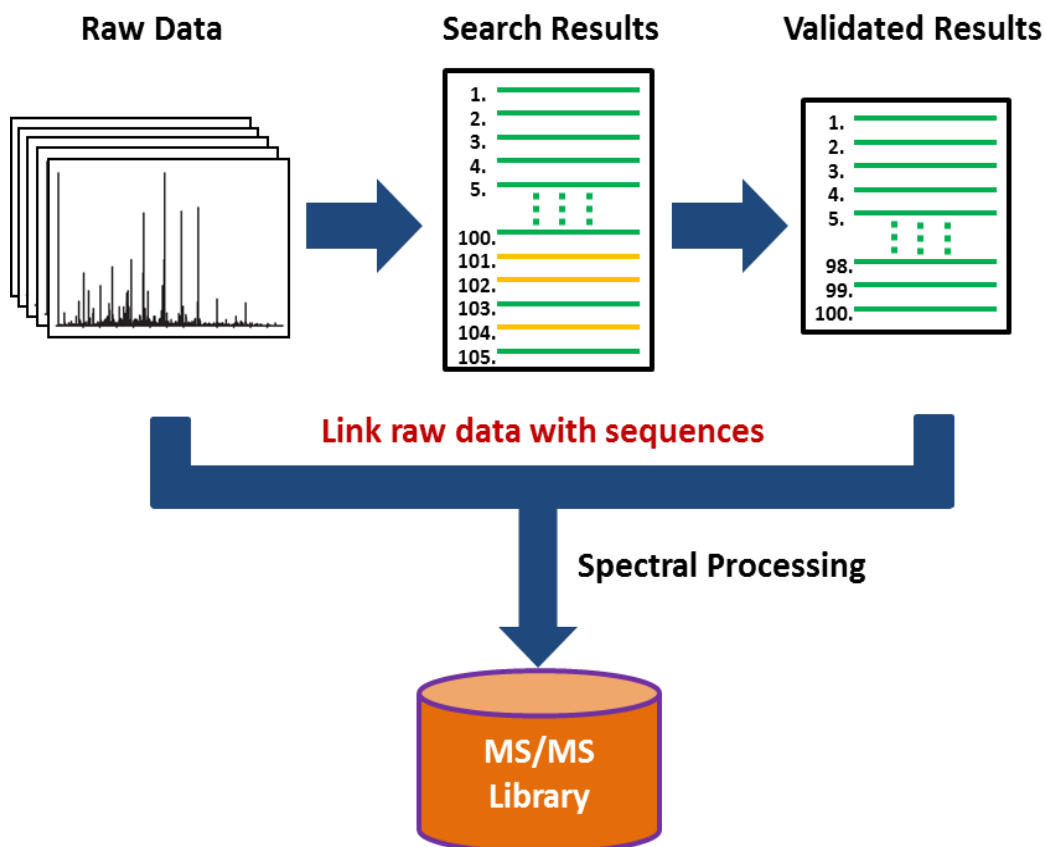 Raw Data
Search Results
Validated Results
1.
2.
3.
4.
5.
100.
101.
102.
103.
104.
105.
1.
2.
3.
4.
5.
98.
99.
100.
Link raw data with sequences
Spectral Processing
MS/MS
Library